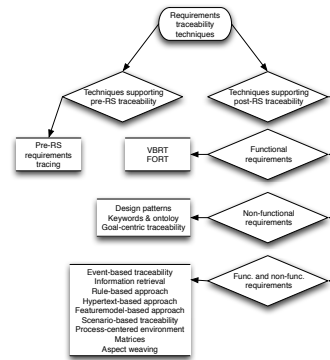 Requirements
traceability
techniques
Techniques supporting
pre-RS traceability
Techniques supporting
post-RS traceability
Pre-RS
requirements
tracing
VBRT
FORT
Functional
requirements
Design patterns
Keywords & ontoloy
Goal-centric traceability
Non-functional
requirements
Event-based traceability
Information retrieval
Rule-based approach
Hypertext-based approach
Featuremodel-based approach
Scenario-based traceability
Process-centered environment
Matrices
Aspect weaving
Func. and non-func.
requirements